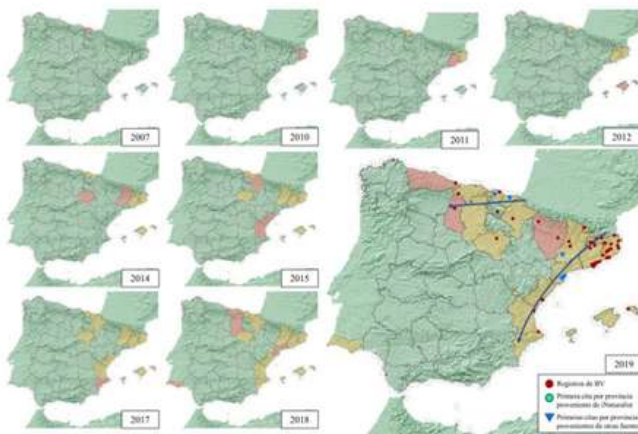 2007
2010
2011
2012
2014
2015
2017
2018
2019
Registros de BV
Primera cita por provincia
proveniente de iNaturalist
Primeras citas por provincia
provenientes de otras fuentes